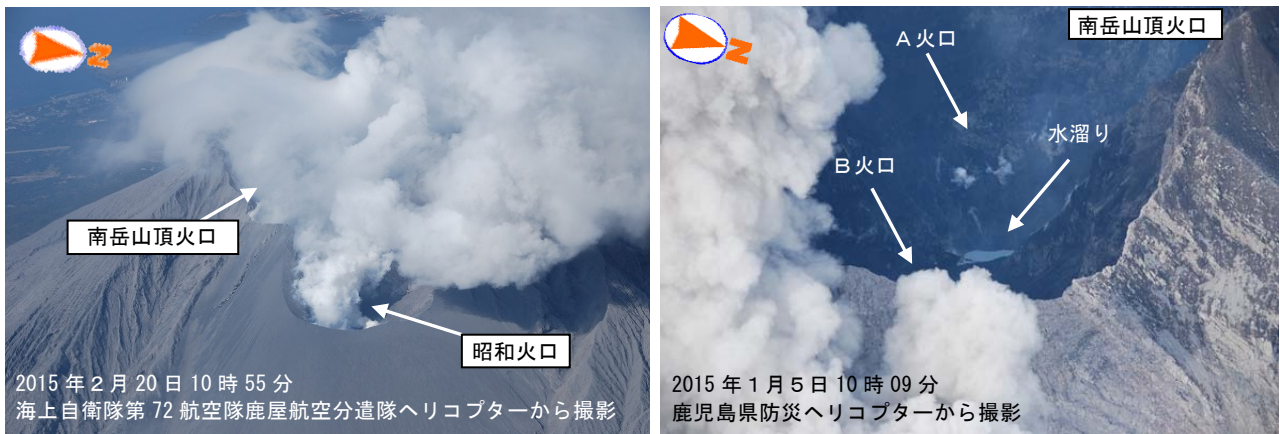 N
南岳山頂火口
昭和火口
2015年2月20日10時55分
海上自衛隊第72航空隊鹿屋航空分遣隊ヘリコプターから撮影
N
南岳山頂火口
A火口
水溜り
B火口
2015年1月5日10時09分
鹿児島県防災ヘリコプターから撮影